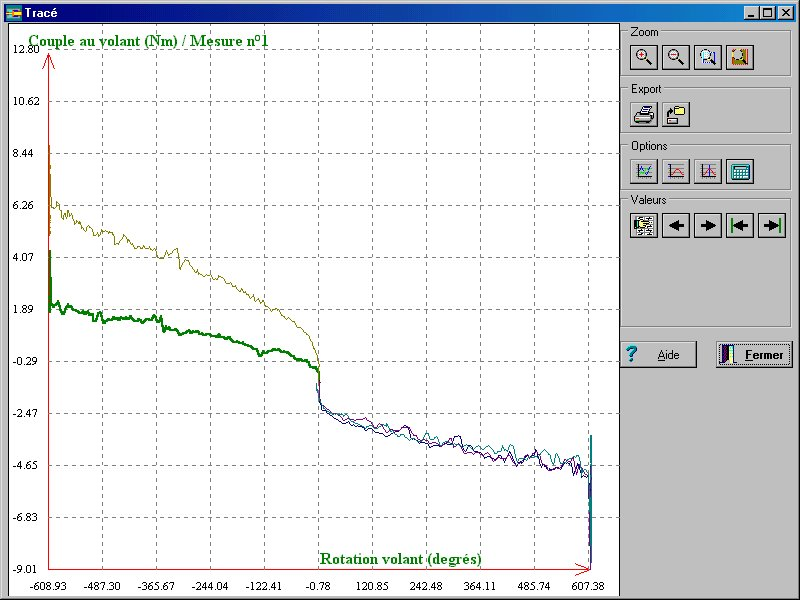 Tracé
Couple au volant (Nm) / Mesure n°1
12.80
10.62
8.44
6.26
4.07
1.89
-0.29
-2.47
-4.65
-6.83
-9.01
Rotation volant (degrés)
-608.93 -487.30 -365.67 -244.04 -122.41 -0.78 120.85 242.48 364.11 485.74 607.38
Zoom
Export
Options
Valeurs
? Aide
Fermer